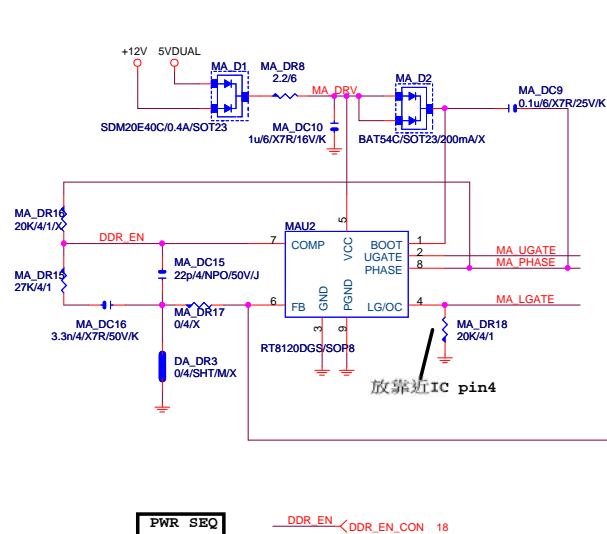 +12V 5VDUAL
MA_D1
MA_DR8
2.2/6
MA_DRV
MA_D2
MA_DC9
0.1u/6/X7R/25V/K
SDM20E40C/0.4A/SOT23
MA_DC10
1u/6/X7R/16V/K
BAT54C/SOT23/200mA/X
MA_DR16
20K/4/1/X
DDR_EN
MAU2
7
COMP
5
VCC
BOOT
1
UGATE
2
MA_UGATE
PHASE
8
MA_PHASE
MA_DR15
27K/4/1
MA_DC15
22p/4/NPO/50V/J
MA_DC16
3.3n/4/X7R/50V/K
MA_DR17
0/4/X
6
FB
GND
3
PGND
9
LG/OC
4
MA_LGATE
MA_DR18
20K/4/1
RT8120DGS/SOP8
DA_DR3
0/4/SHT/M/X
放靠近IC pin4
PWR SEQ
DDR_EN
DDR_EN_CON 18